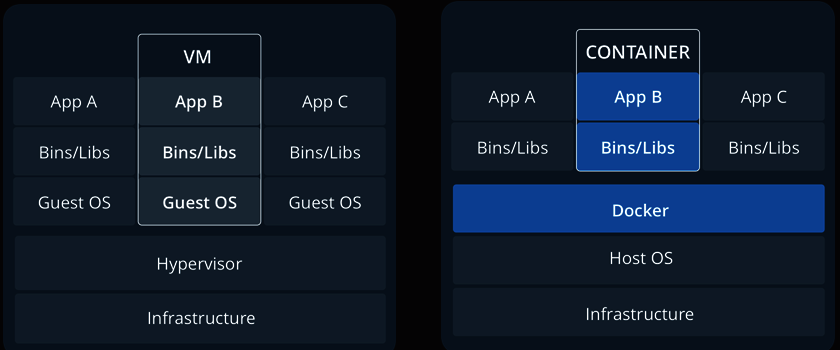 VM
App A App B App C
Bins/Libs Bins/Libs Bins/Libs
Guest OS Guest OS Guest OS
Hypervisor
Infrastructure
CONTAINER
App A App B App C
Bins/Libs Bins/Libs Bins/Libs
Docker
Host OS
Infrastructure